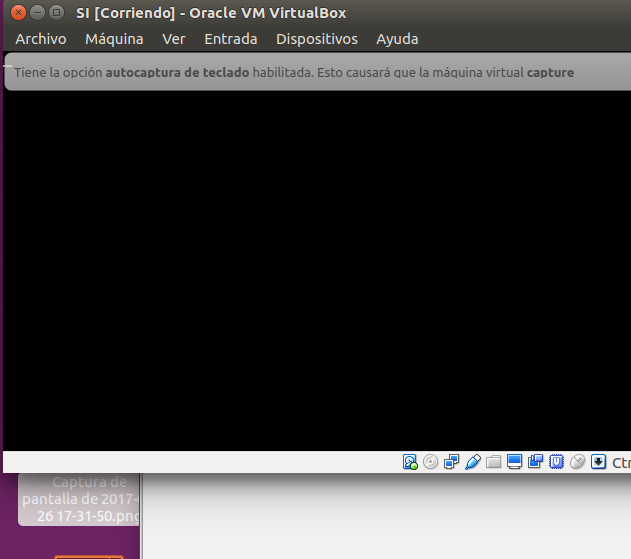 SI [Corriendo] - Oracle VM VirtualBox
Archivo Máquina Ver Entrada Dispositivos Ayuda
Tiene la opción autocaptura de teclado habilitada. Esto causará que la máquina virtual capture
Ctr
Captura de
pantalla de 2017-
26 17-31-50.png